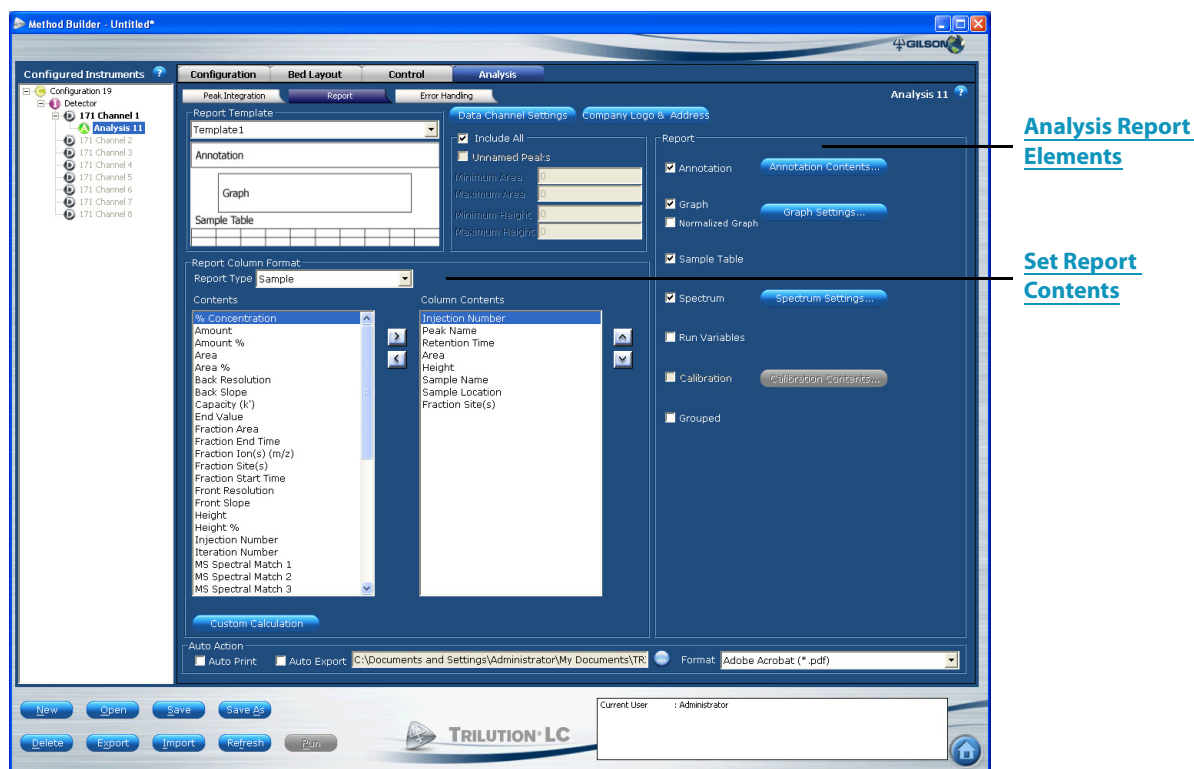 Method Builder - Untitled*
GILSON
Configured Instruments ?
Configuration 19
Detector
171 Channel 1
Analysis 11
171 Channel 2
171 Channel 3
171 Channel 4
171 Channel 5
171 Channel 6
171 Channel 7
171 Channel 8
Configuration
Bed Layout
Control
Analysis
Peak Integration
Report
Error Handling
Analysis 11 ?
Report Template
Template1
Annotation
Graph
Sample Table
Data Channel Settings
Company Logo & Address
Include All
Unnamed Peaks
Minimum Area 0
Maximum Area 0
Minimum Height 0
Maximum Height 0
Report
Annotation
Annotation Contents...
Graph
Graph Settings...
Normalized Graph
Sample Table
Spectrum
Spectrum Settings...
Run Variables
Calibration
Calibration Contents...
Grouped
Report Column Format
Report Type Sample
Contents
% Concentration
Amount
Amount %
Area
Area %
Back Resolution
Back Slope
Capacity (k')
End Value
Fraction Area
Fraction End Time
Fraction Ion(s) (m/z)
Fraction Site(s)
Fraction Start Time
Front Resolution
Front Slope
Height
Height %
Injection Number
Iteration Number
MS Spectral Match 1
MS Spectral Match 2
MS Spectral Match 3
Column Contents
Injection Number
Peak Name
Retention Time
Area
Height
Sample Name
Sample Location
Fraction Site(s)
Custom Calculation
Auto Action
Auto Print
Auto Export
C:\Documents and Settings\Administrator\My Documents\TR
Format
Adobe Acrobat (*.pdf)
New
Open
Save
Save As
Delete
Export
Import
Refresh
Run
TRILUTION® LC
Current User : Administrator
Analysis Report
Elements
Set Report
Contents